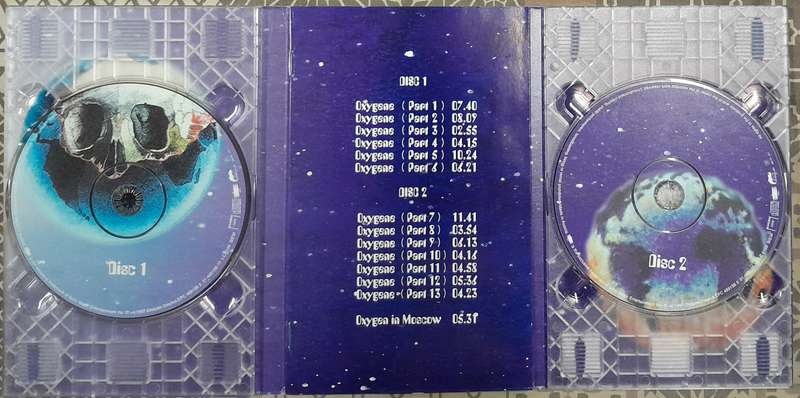 Disc 1
DISC 1
Oxygene (Part 1) 07.40
Oxygene (Part 2) 08.09
Oxygene (Part 3) 02.55
Oxygene (Part 4) 04.15
Oxygene (Part 5) 10.24
Oxygene (Part 6) 06.21
DISC 2
Oxygene (Part 7) 11.41
Oxygene (Part 8) 03.54
Oxygene (Part 9) 06.13
Oxygene (Part 10) 04.16
Oxygene (Part 11) 04.58
Oxygene (Part 12) 05.36
Oxygene (Part 13) 04.23
Oxygen in Moscow 05.31
Disc 2